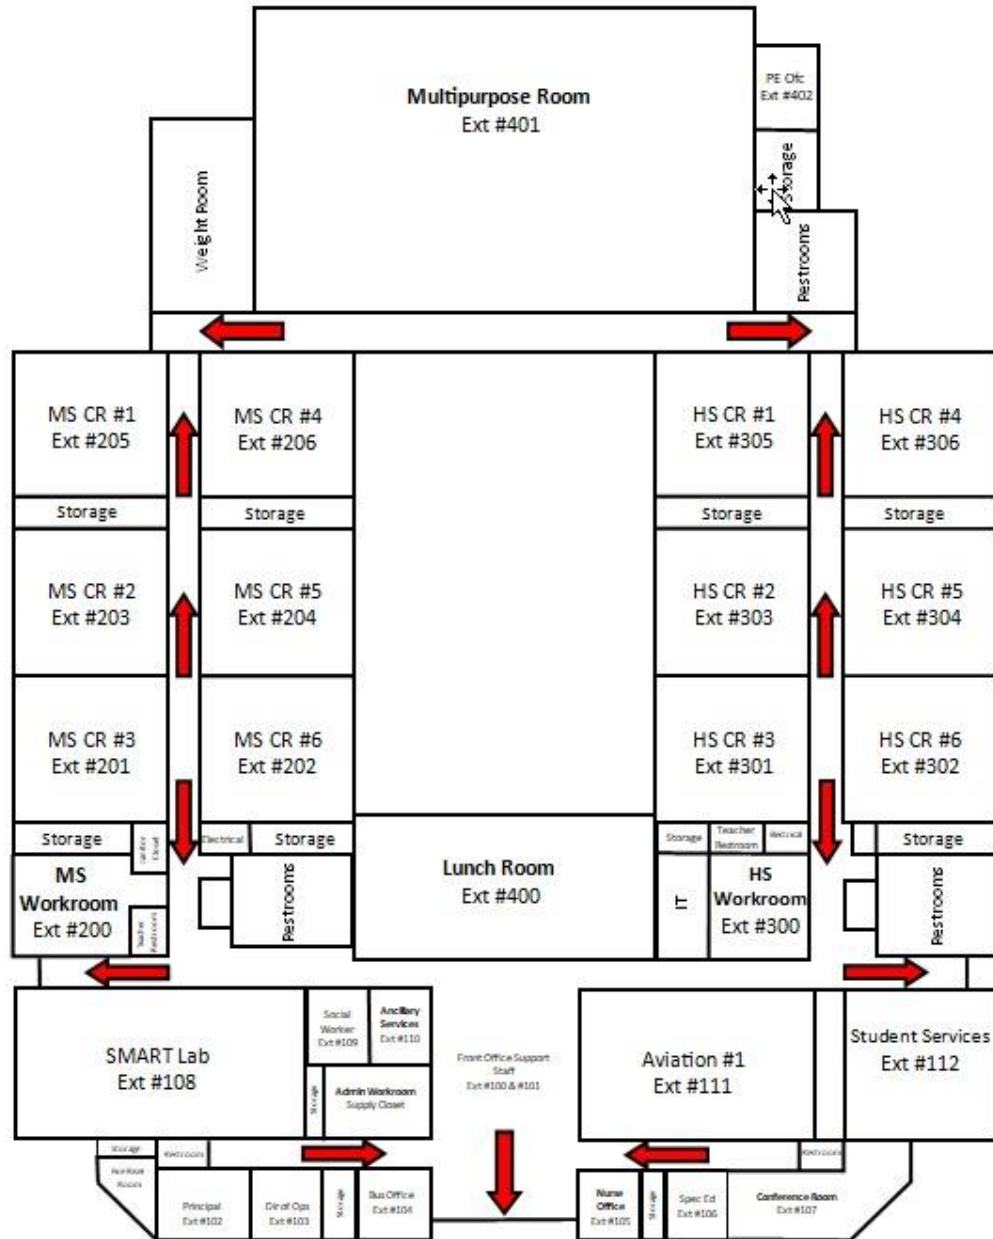 Multipurpose Room
Ext #401
PE Ofc
Ext #402
Storage
Weight Room
Restrooms
MS CR #1
Ext #205
MS CR #4
Ext #206
HS CR #1
Ext #305
HS CR #4
Ext #306
Storage
Storage
Storage
Storage
MS CR #2
Ext #203
MS CR #5
Ext #204
HS CR #2
Ext #303
HS CR #5
Ext #304
MS CR #3
Ext #201
MS CR #6
Ext #202
HS CR #3
Ext #301
HS CR #6
Ext #302
Storage
Electrical
Storage
Storage
Teacher
Restroom
Electrical
Storage
MS
Workroom
Ext #200
Teacher
Restroom
Restrooms
Lunch Room
Ext #400
IT
HS
Workroom
Ext #300
Restrooms
SMART Lab
Ext #108
Social
Worker
Ext #109
Ancillary
Services
Ext #110
Storage
Admin Workroom
Supply Closet
Front Office Support
Staff
Ext #100 & #101
Aviation #1
Ext #111
Student Services
Ext #112
Storage
Restroom
Room
Principal
Ext #102
Dir of Ops
Ext #103
Storage
Bus Office
Ext #104
Nurse
Office
Ext #105
Storage
Spec Ed
Ext #106
Restroom
Conference Room
Ext #107